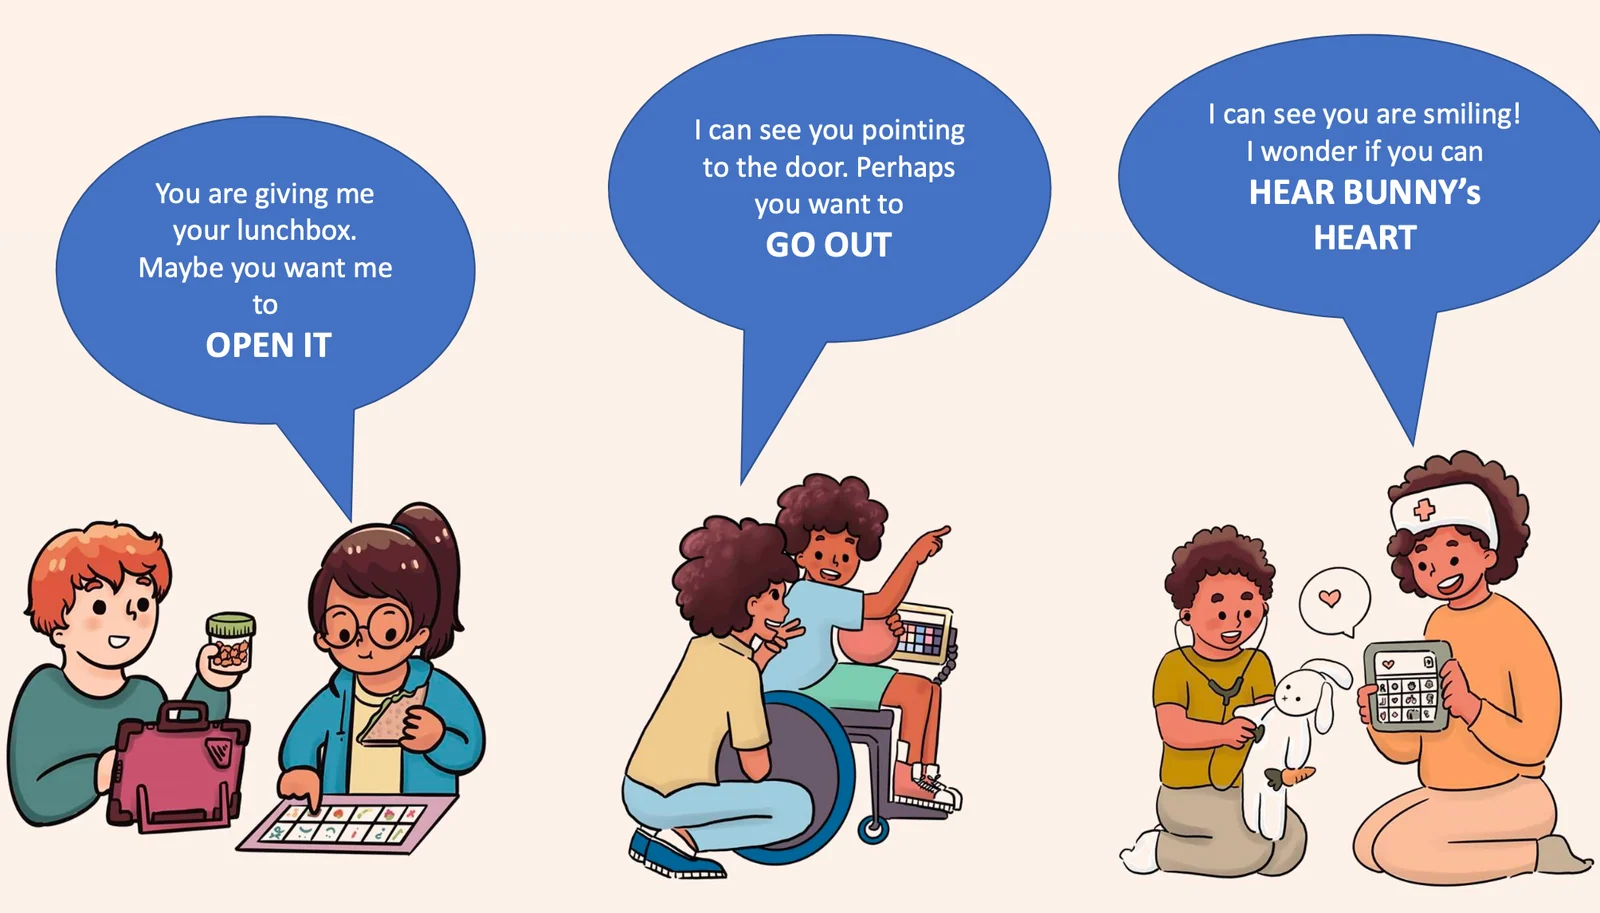 You are giving me
your lunchbox.
Maybe you want me
to
OPEN IT
I can see you pointing
to the door. Perhaps
you want to
GO OUT
I can see you are smiling!
I wonder if you can
HEAR BUNNY’s
HEART